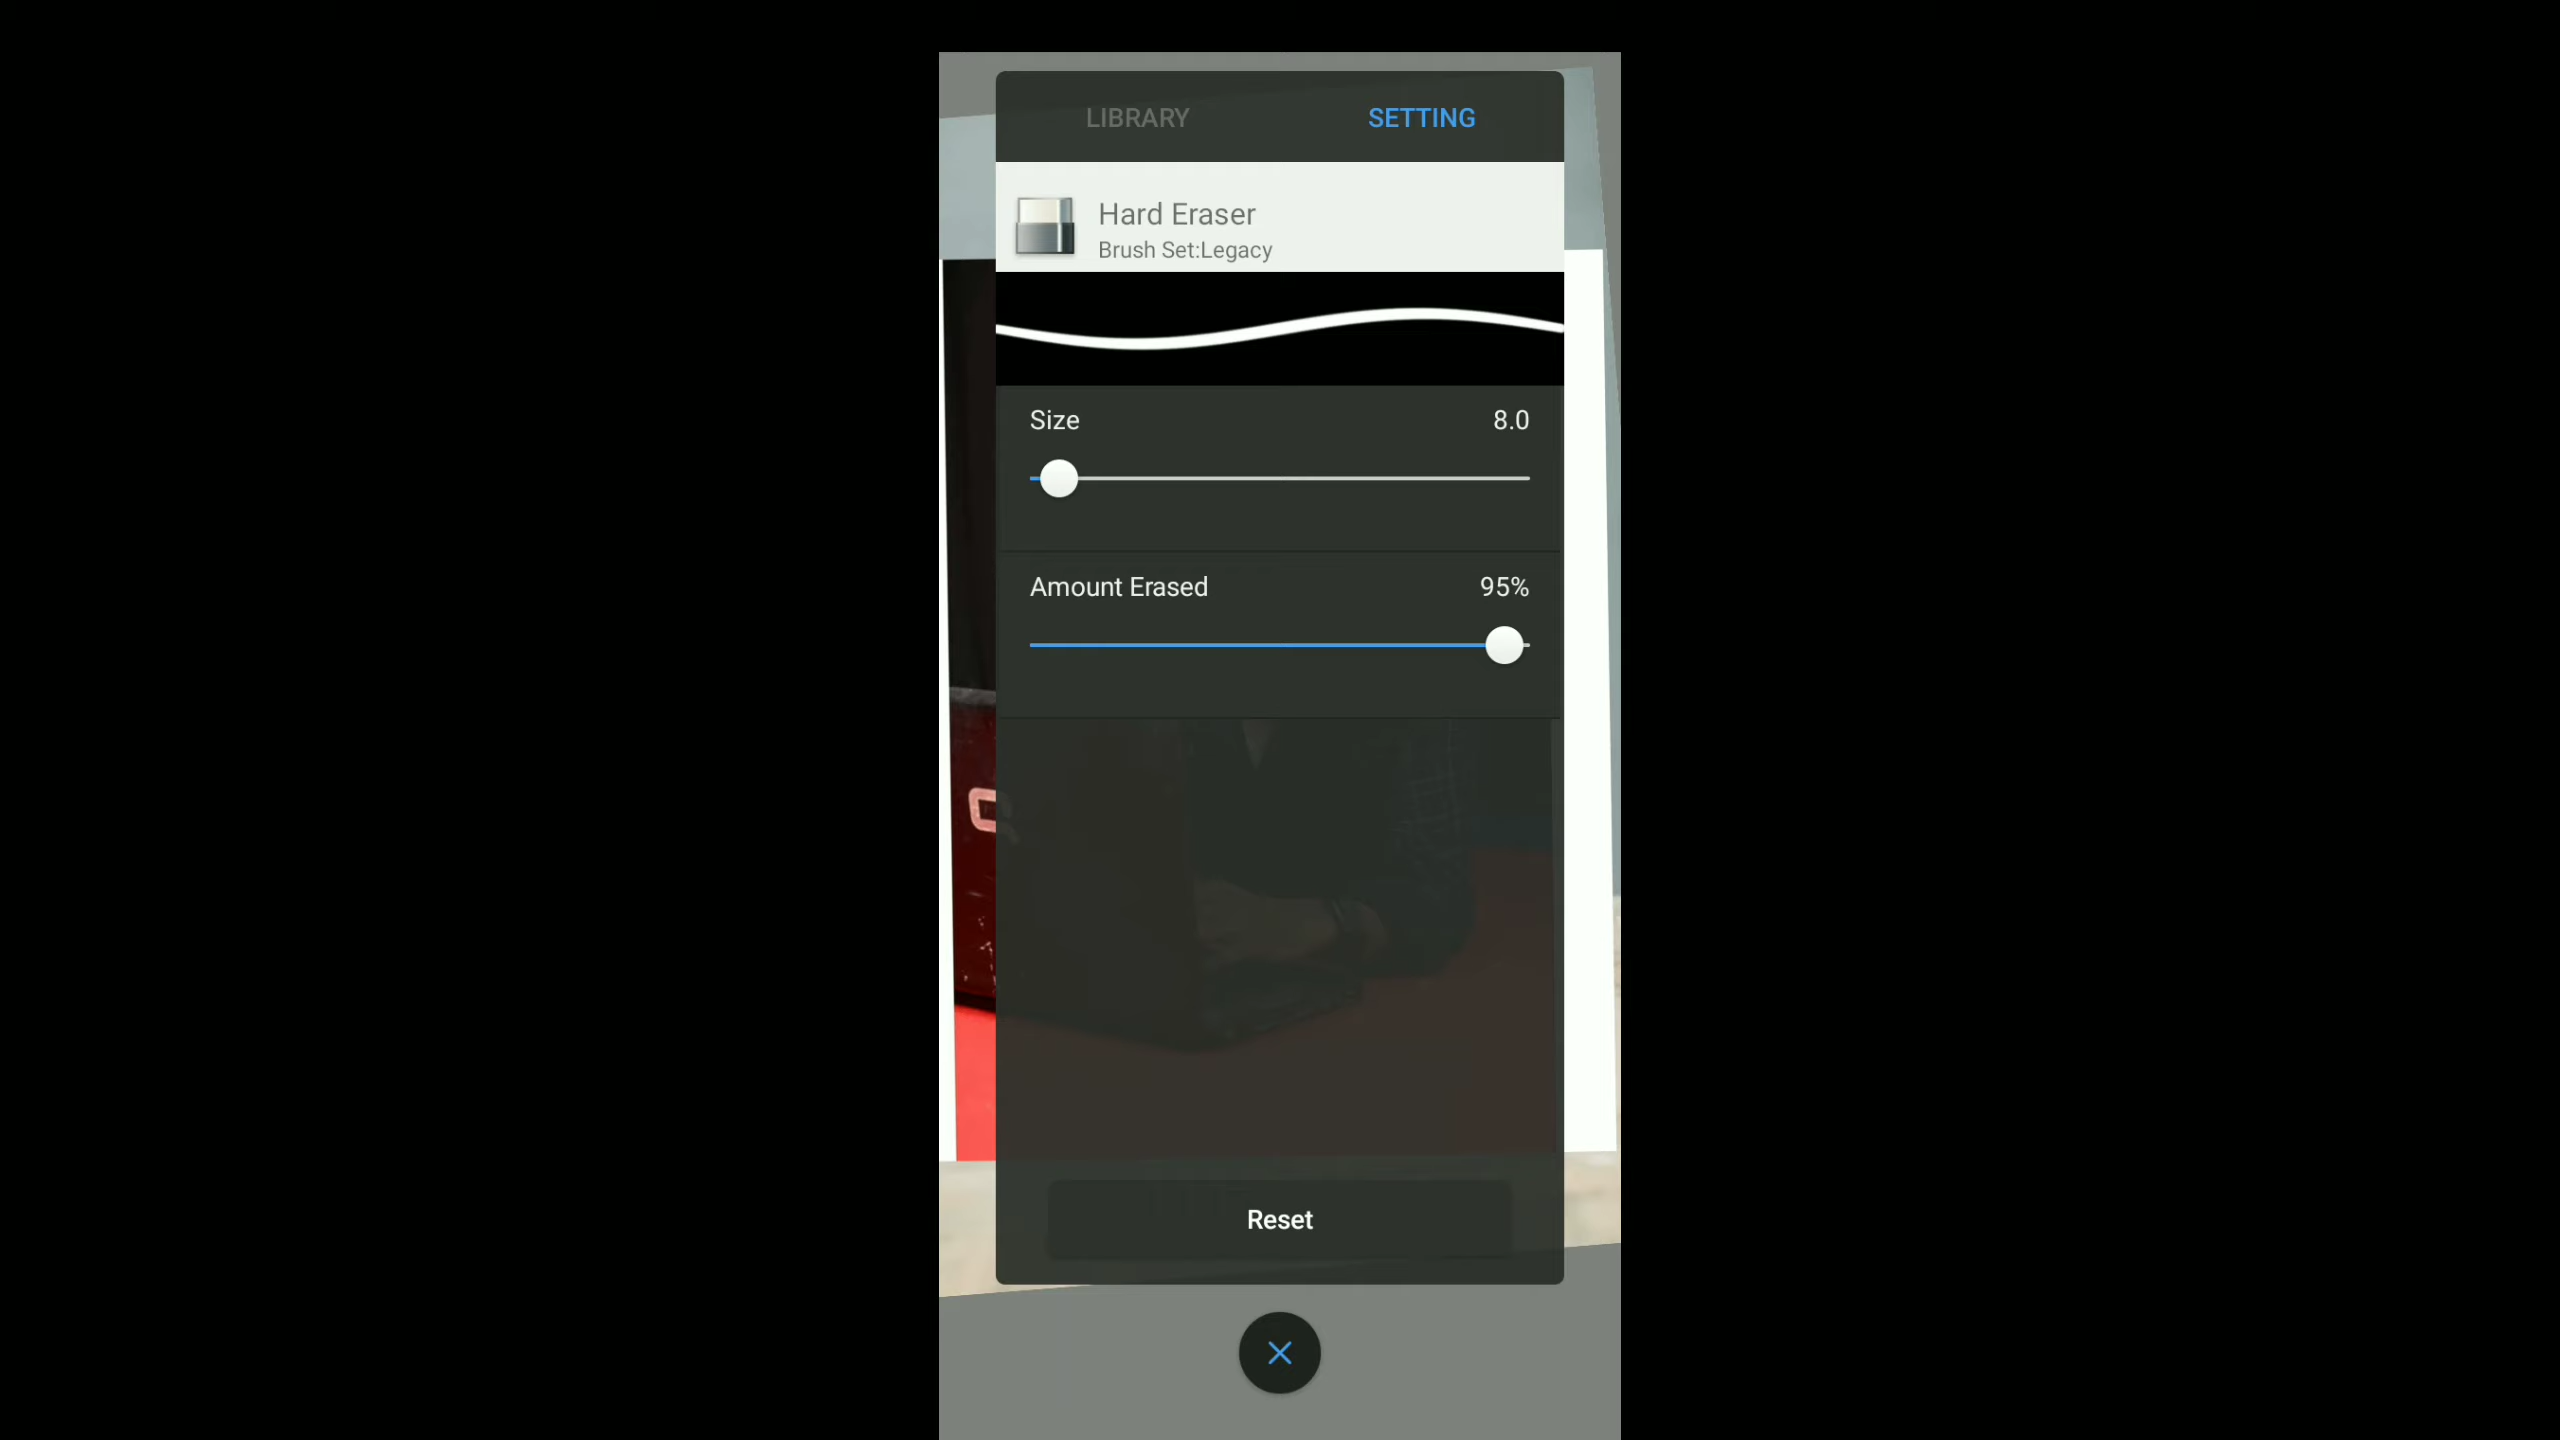 LIBRARY SETTING
Hard Eraser
Brush Set:Legacy
Size 8.0
Amount Erased 95%
Reset